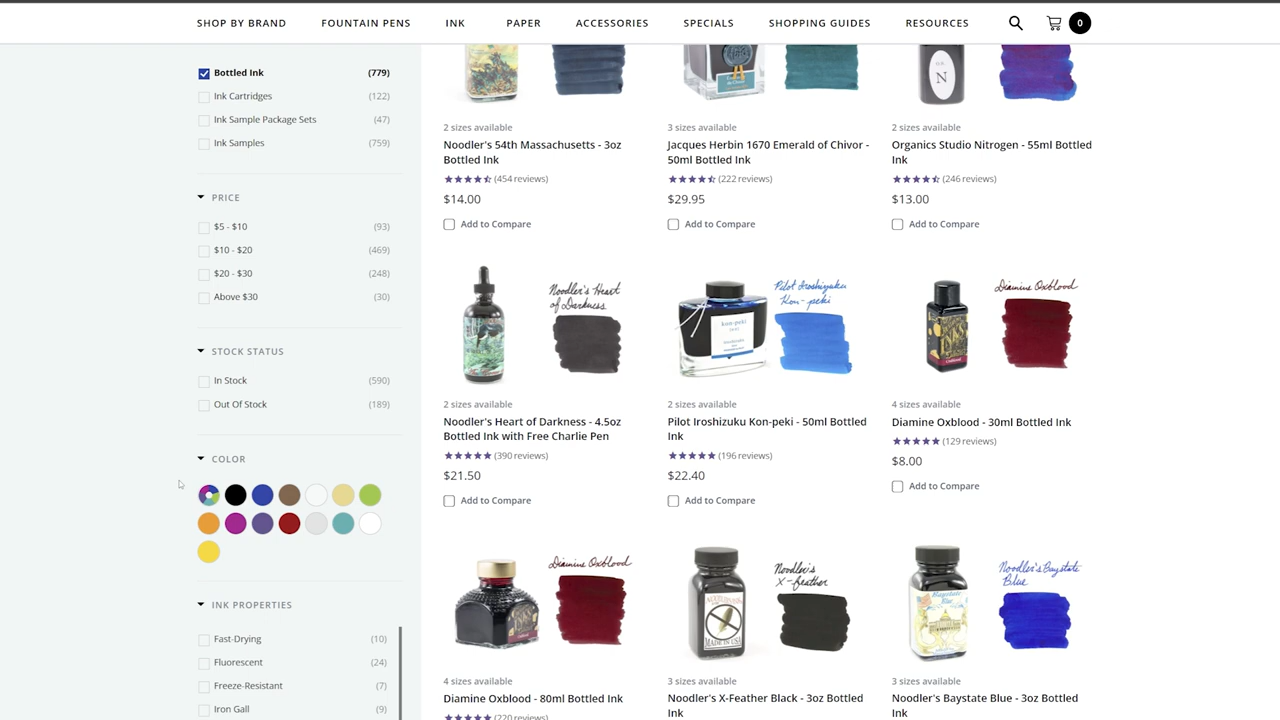 SHOP BY BRAND FOUNTAIN PENS INK PAPER ACCESSORIES SPECIALS SHOPPING GUIDES RESOURCES 0
Bottled Ink (779)
Ink Cartridges (122)
Ink Sample Package Sets (47)
Ink Samples (759)
PRICE
$5 - $10 (93)
$10 - $20 (469)
$20 - $30 (248)
Above $30 (30)
STOCK STATUS
In Stock (590)
Out Of Stock (189)
COLOR
INK PROPERTIES
Fast-Drying (10)
Fluorescent (24)
Freeze-Resistant (7)
Iron Gall (9)
N
2 sizes available
Noodler's 54th Massachusetts - 3oz
Bottled Ink
(454 reviews)
$14.00
Add to Compare
3 sizes available
Jacques Herbin 1670 Emerald of Chivor -
50ml Bottled Ink
(222 reviews)
$29.95
Add to Compare
2 sizes available
Organics Studio Nitrogen - 55ml Bottled
Ink
(246 reviews)
$13.00
Add to Compare
Noodler's Heart
of Darkness
2 sizes available
Noodler's Heart of Darkness - 4.5oz
Bottled Ink with Free Charlie Pen
(390 reviews)
$21.50
Add to Compare
Pilot Iroshizuku
Kon-peki
kon-peki
2 sizes available
Pilot Iroshizuku Kon-peki - 50ml Bottled
Ink
(196 reviews)
$22.40
Add to Compare
Diamine Oxblood
4 sizes available
Diamine Oxblood - 30ml Bottled Ink
(129 reviews)
$8.00
Add to Compare
Diamine Oxblood
4 sizes available
Diamine Oxblood - 80ml Bottled Ink
(220 reviews)
Noodler's
X-feather
MADE IN USA
3 sizes available
Noodler's X-Feather Black - 3oz Bottled
Ink
Noodler's Baystate
Blue
Baystate
Blue
3 sizes available
Noodler's Baystate Blue - 3oz Bottled
Ink